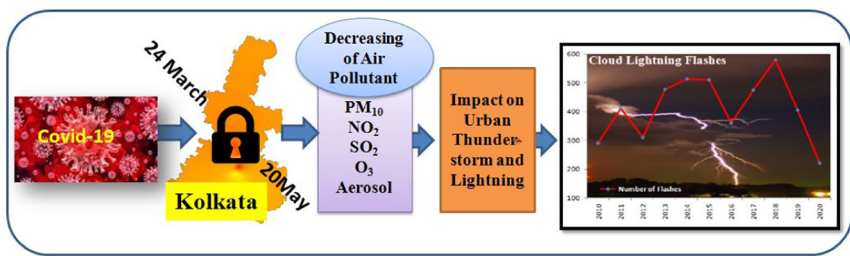 Covid-19
24 March
20May
Kolkata
Decreasing
of Air
Pollutant
PM10
NO2
SO2
O3
Aerosol
Impact on
Urban
Thunder-
storm and
Lightning
Cloud Lightning Flashes
600
500
400
300
200
100
Number of Flashes
2010
2011
2012
2013
2014
2015
2016
2017
2018
2019
2020